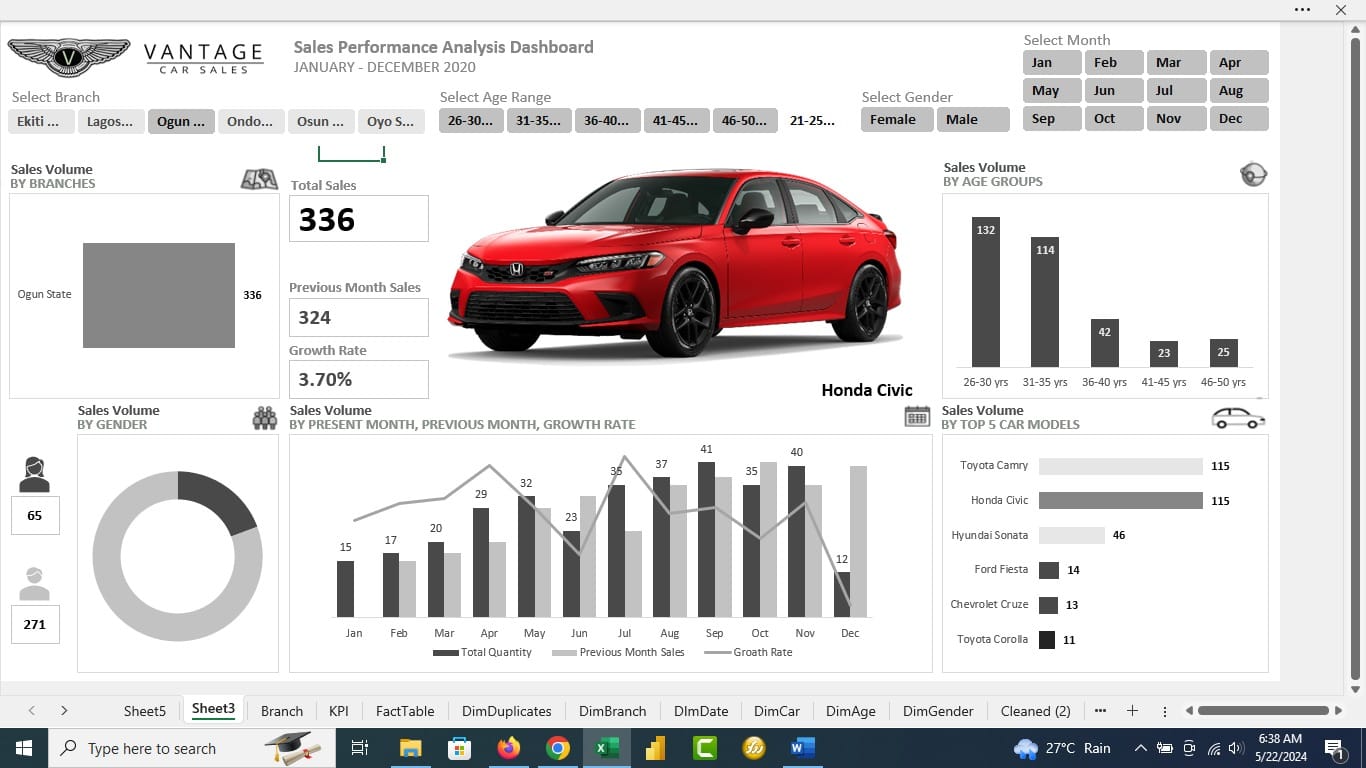 V
VANTAGE
CAR SALES
Sales Performance Analysis Dashboard
JANUARY - DECEMBER 2020
Select Month
Jan Feb Mar Apr
May Jun Jul Aug
Sep Oct Nov Dec
Select Branch
Ekiti ... Lagos... Ogun ... Ondo... Osun ... Oyo S...
Select Age Range
26-30... 31-35... 36-40... 41-45... 46-50... 21-25...
Select Gender
Female Male
Sales Volume
BY BRANCHES
Ogun State 336
Total Sales
336
Previous Month Sales
324
Growth Rate
3.70%
Honda Civic
Sales Volume
BY AGE GROUPS
132 114 42 23 25
26-30 yrs 31-35 yrs 36-40 yrs 41-45 yrs 46-50 yrs
Sales Volume
BY GENDER
65
271
Sales Volume
BY PRESENT MONTH, PREVIOUS MONTH, GROWTH RATE
15 17 20 29 32 23 35 37 41 35 40 12
Jan Feb Mar Apr May Jun Jul Aug Sep Oct Nov Dec
Total Quantity Previous Month Sales Groath Rate
Sales Volume
BY TOP 5 CAR MODELS
Toyota Camry 115
Honda Civic 115
Hyundai Sonata 46
Ford Fiesta 14
Chevrolet Cruze 13
Toyota Corolla 11
Sheet5 Sheet3 Branch KPI FactTable DimDuplicates DimBranch DImDate DimCar DimAge DimGender Cleaned (2)
Type here to search
27°C Rain
6:38 AM
5/22/2024
1